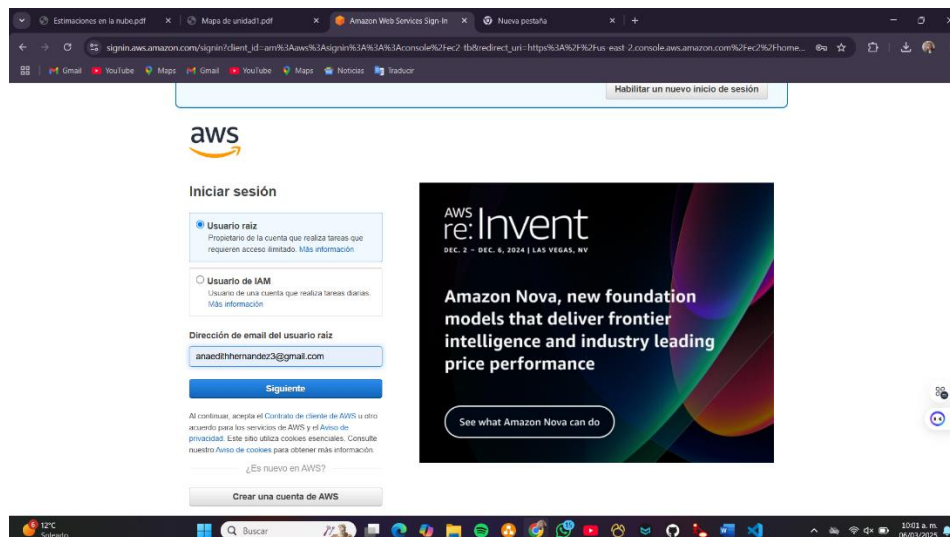 Estimaciones en la nube.pdf
Mapa de unidad1.pdf
Amazon Web Services Sign-In
Nueva pestaña
signin.aws.amazon.com/signin?client_id=arn%3Aaws%3Asignin%3A%3A%3Aconsole%2Fec2-tb&redirect_uri=https%3A%2F%2Fus-east-2.console.aws.amazon.com%2Fec2%2Fhome...
Gmail
YouTube
Maps
Gmail
YouTube
Maps
Noticias
Traducir
Habilitar un nuevo inicio de sesión
aws
Iniciar sesión
Usuario raíz
Propietario de la cuenta que realiza tareas que
requieren acceso ilimitado. Más información
Usuario de IAM
Usuario de una cuenta que realiza tareas diarias.
Más información
Dirección de email del usuario raíz
anaedithhernandez3@gmail.com
Siguiente
Al continuar, acepta el Contrato de cliente de AWS u otro
acuerdo para los servicios de AWS y el Aviso de
privacidad. Este sitio utiliza cookies esenciales. Consulte
nuestro Aviso de cookies para obtener más información.
¿Es nuevo en AWS?
Crear una cuenta de AWS
AWS
re:Invent
DEC. 2 – DEC. 6, 2024 | LAS VEGAS, NV
Amazon Nova, new foundation
models that deliver frontier
intelligence and industry leading
price performance
See what Amazon Nova can do
12°C
Soleado
Buscar
10:01 a. m.
06/03/2025